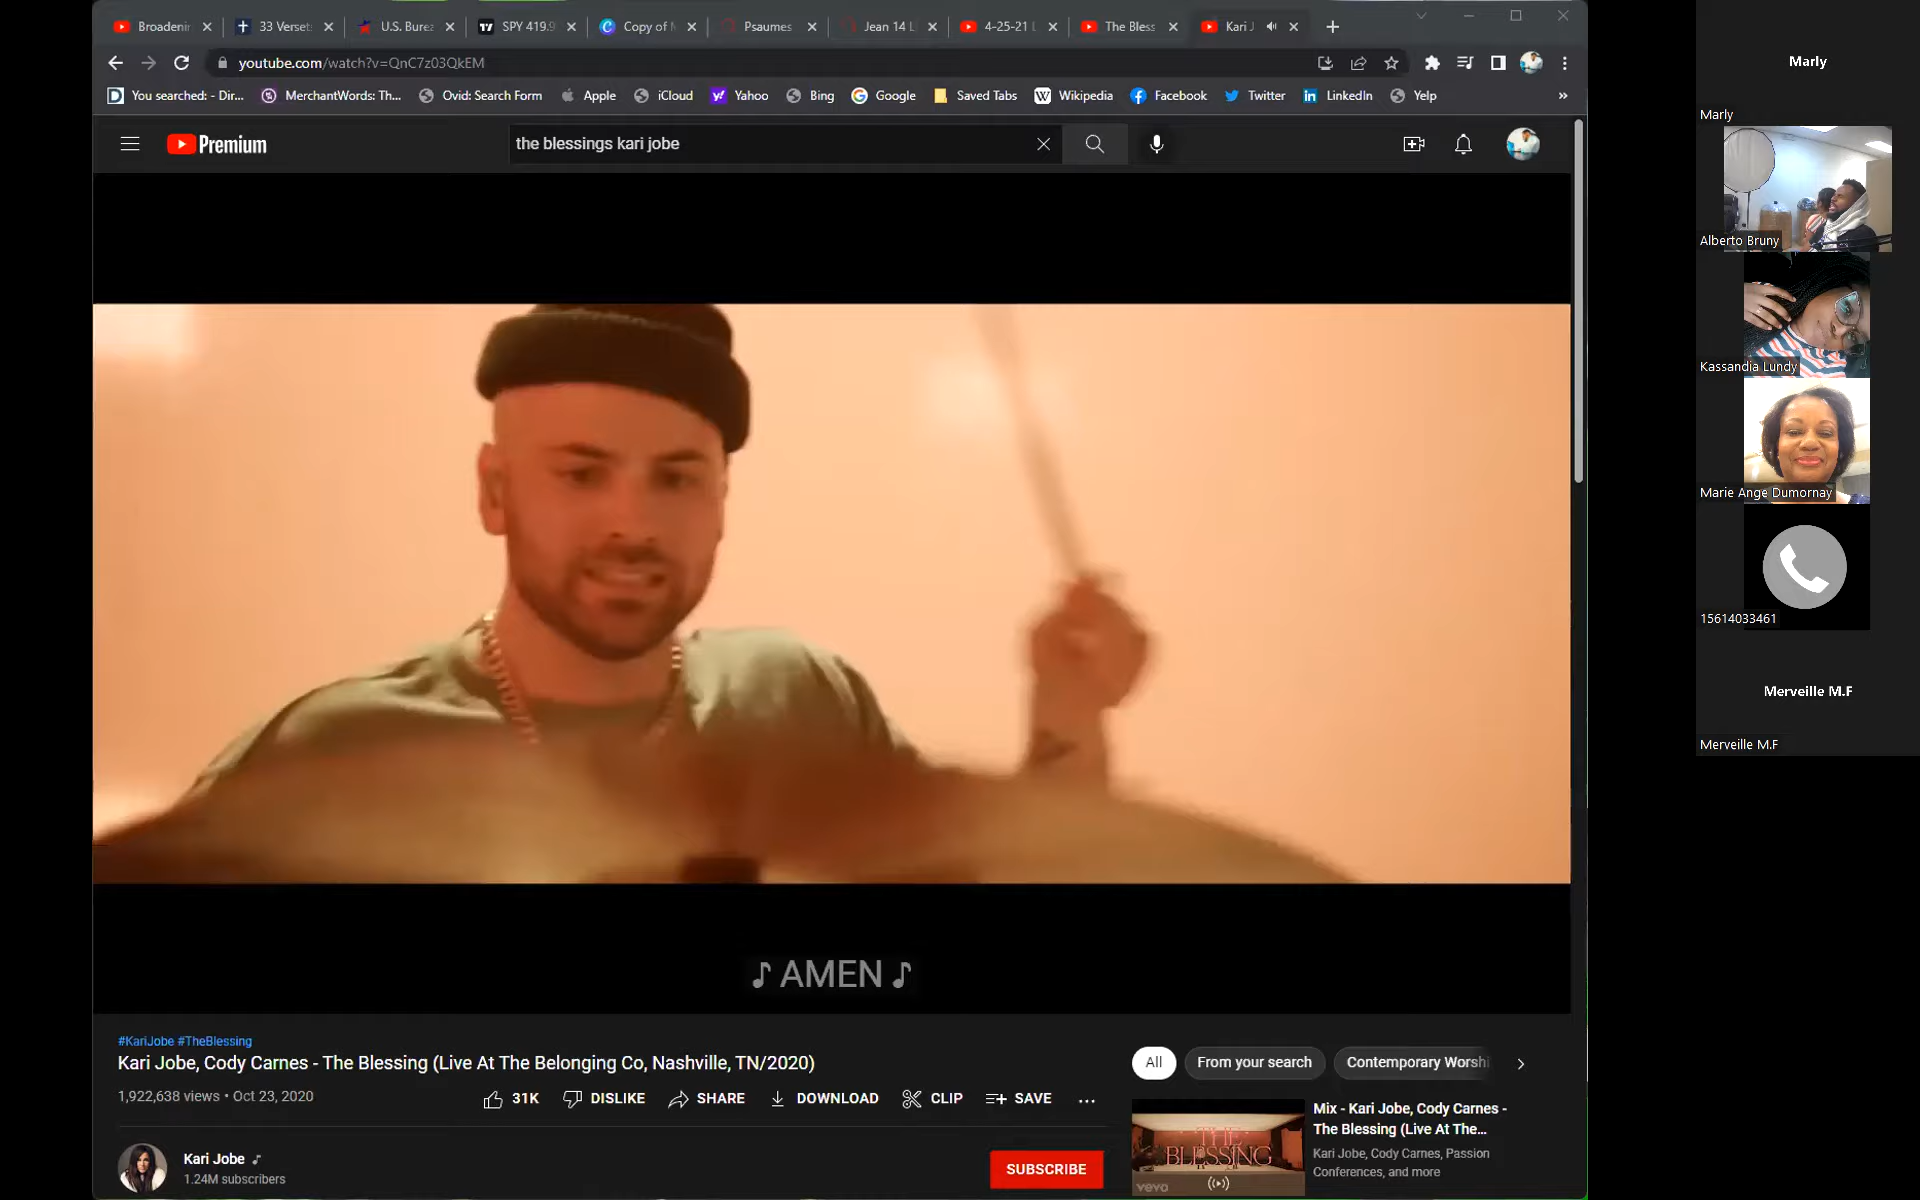 Broadenin
33 Verset
U.S. Burea
SPY 419.9
Copy of
Psaumes
Jean 14 L
4-25-21
The Bless
Kari J
youtube.com/watch?v=QnC7z03QkEM
You searched: - Dir...
MerchantWords: Th...
Ovid: Search Form
Apple
iCloud
Yahoo
Bing
Google
Saved Tabs
Wikipedia
Facebook
Twitter
LinkedIn
Yelp
»
Premium
the blessings kari jobe
♪ AMEN ♪
#KariJobe #TheBlessing
Kari Jobe, Cody Carnes - The Blessing (Live At The Belonging Co, Nashville, TN/2020)
1,922,638 views • Oct 23, 2020
31K
DISLIKE
SHARE
DOWNLOAD
CLIP
SAVE
...
Kari Jobe ♪
1.24M subscribers
SUBSCRIBE
All
From your search
Contemporary Worshi
THE
BLESSING
vevo
Mix - Kari Jobe, Cody Carnes -
The Blessing (Live At The...
Kari Jobe, Cody Carnes, Passion
Conferences, and more
Marly
Marly
Alberto Bruny
Kassandia Lundy
Marie Ange Dumornay
15614033461
Merveille M.F
Merveille M.F